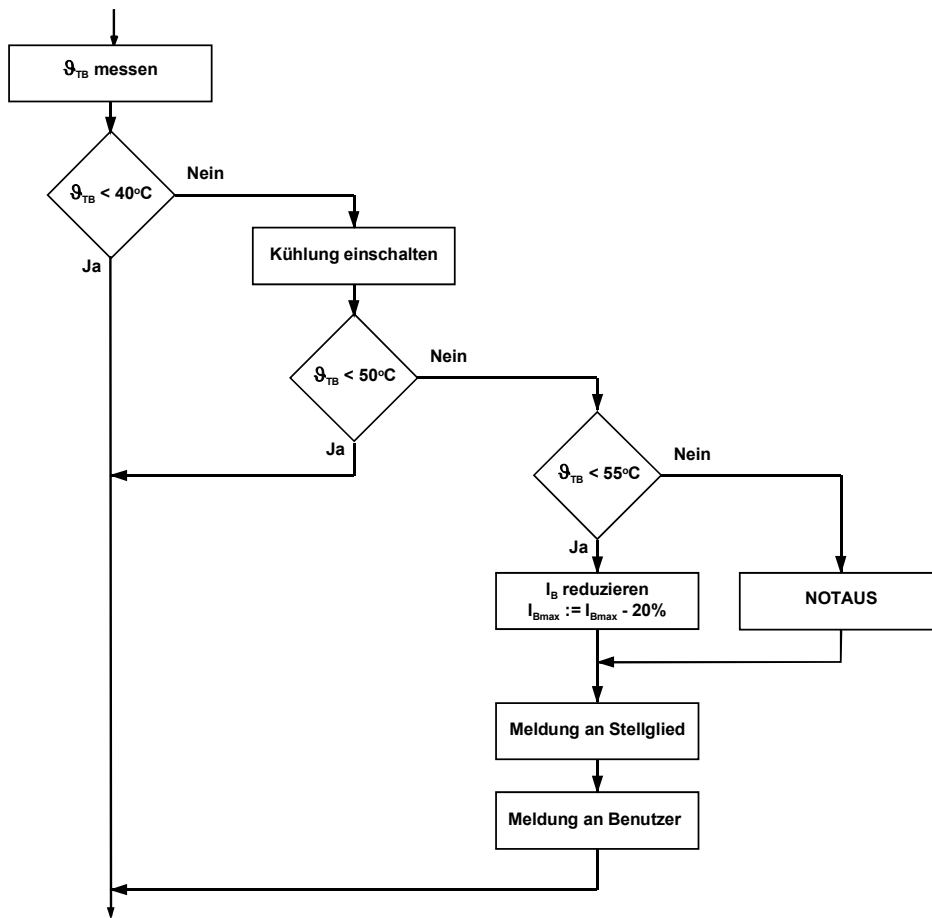 ϑTB messen
Nein
ϑTB < 40°C
Ja
Kühlung einschalten
Nein
ϑTB < 50°C
Ja
Nein
ϑTB < 55°C
Ja
IB reduzieren
IBmax := IBmax - 20%
NOTAUS
Meldung an Stellglied
Meldung an Benutzer